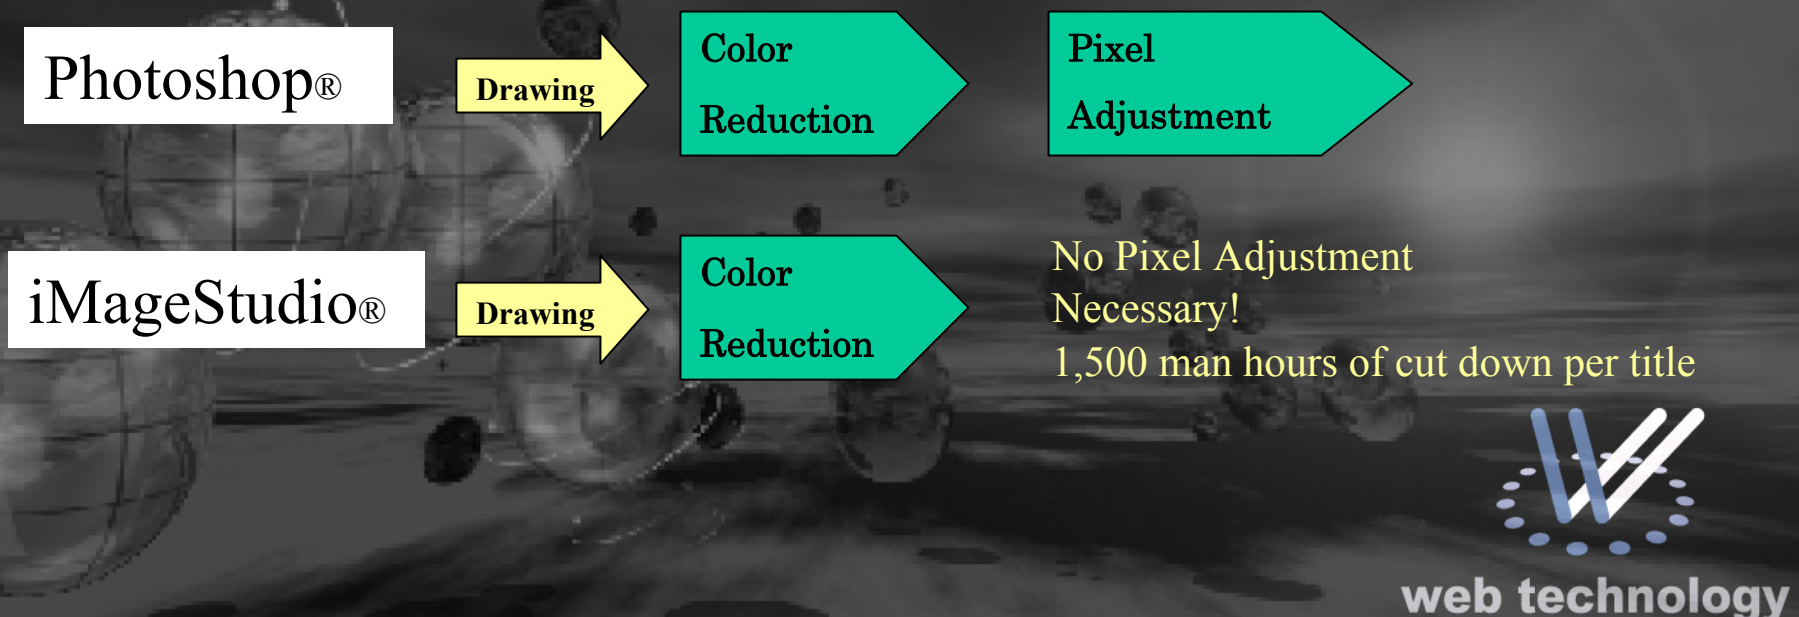 Photoshop®
Drawing
Color
Reduction
Pixel
Adjustment
iMageStudio®
Drawing
Color
Reduction
No Pixel Adjustment
Necessary!
1,500 man hours of cut down per title
web technology